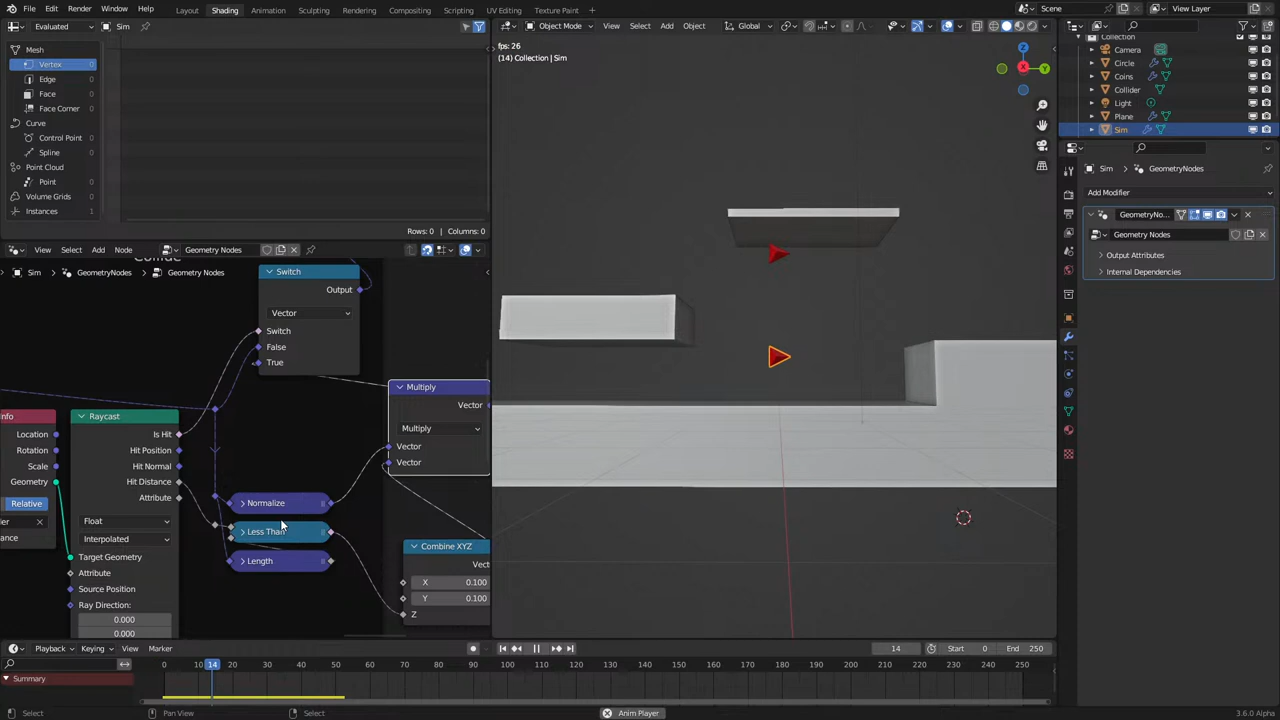 File Edit Render Window Help Layout Shading Animation Rendering Compositing Scripting UV Editing Texture Paint Scene View Layer
Evaluated Sim
Mesh
Vertex 0
Edge 0
Face 0
Face Corner 0
Curve
Control Point 0
Spline 0
Point Cloud
Point 0
Volume Grids
Instances 1
Rows: 0 Columns: 0
Object Mode View Select Add Object Global
fps: 26
(14) Collection | Sim
X Y Z
Collection
Camera
Circle
Coins
Collider
Light
Plane
Sim
Sim GeometryNodes
Add Modifier
GeometryNo...
Geometry Nodes
Output Attributes
Internal Dependencies
View Select Add Node Geometry Nodes
Sim GeometryNodes Geometry Nodes
Switch
Output
Vector
Switch
False
True
Multiply
Vector
Multiply
Vector
Vector
Location
Rotation
Scale
Geometry
Relative
Raycast
Is Hit
Hit Position
Hit Normal
Hit Distance
Attribute
Float
Interpolated
Target Geometry
Attribute
Source Position
Ray Direction:
0.000
0.000
Normalize
Less Than
Length
Combine XYZ
X 0.100
Y 0.100
Z
Playback Keying View Marker 14 Start 0 End 250
0 10 14 20 30 40 50 60 70 80 90 100 110 120 130 140 150 160 170 180 190 200 210 220 230 240 250
Summary
Select Pan View Select Anim Player 3.6.0 Alpha